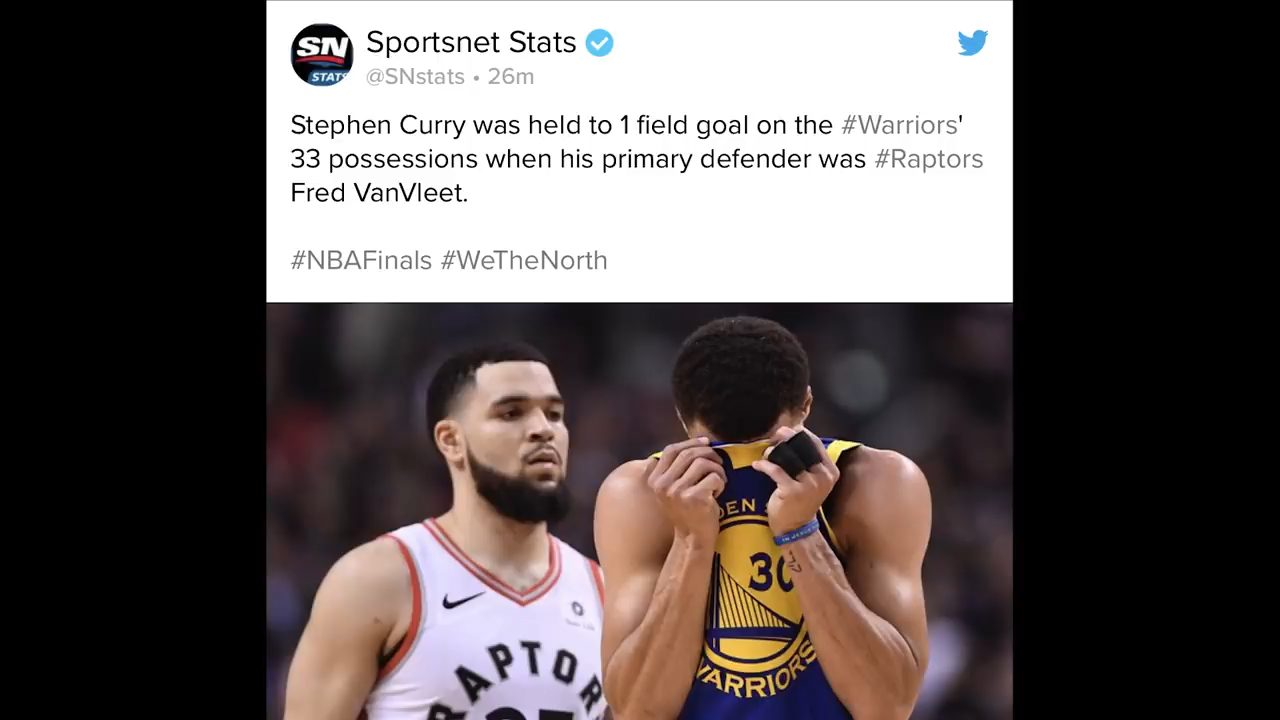 SN
STATS
Sportsnet Stats
@SNstats • 26m
Stephen Curry was held to 1 field goal on the #Warriors'
33 possessions when his primary defender was #Raptors
Fred VanVleet.
#NBAFinals #WeTheNorth
DEN
30
WARRIORS
RAPTOR